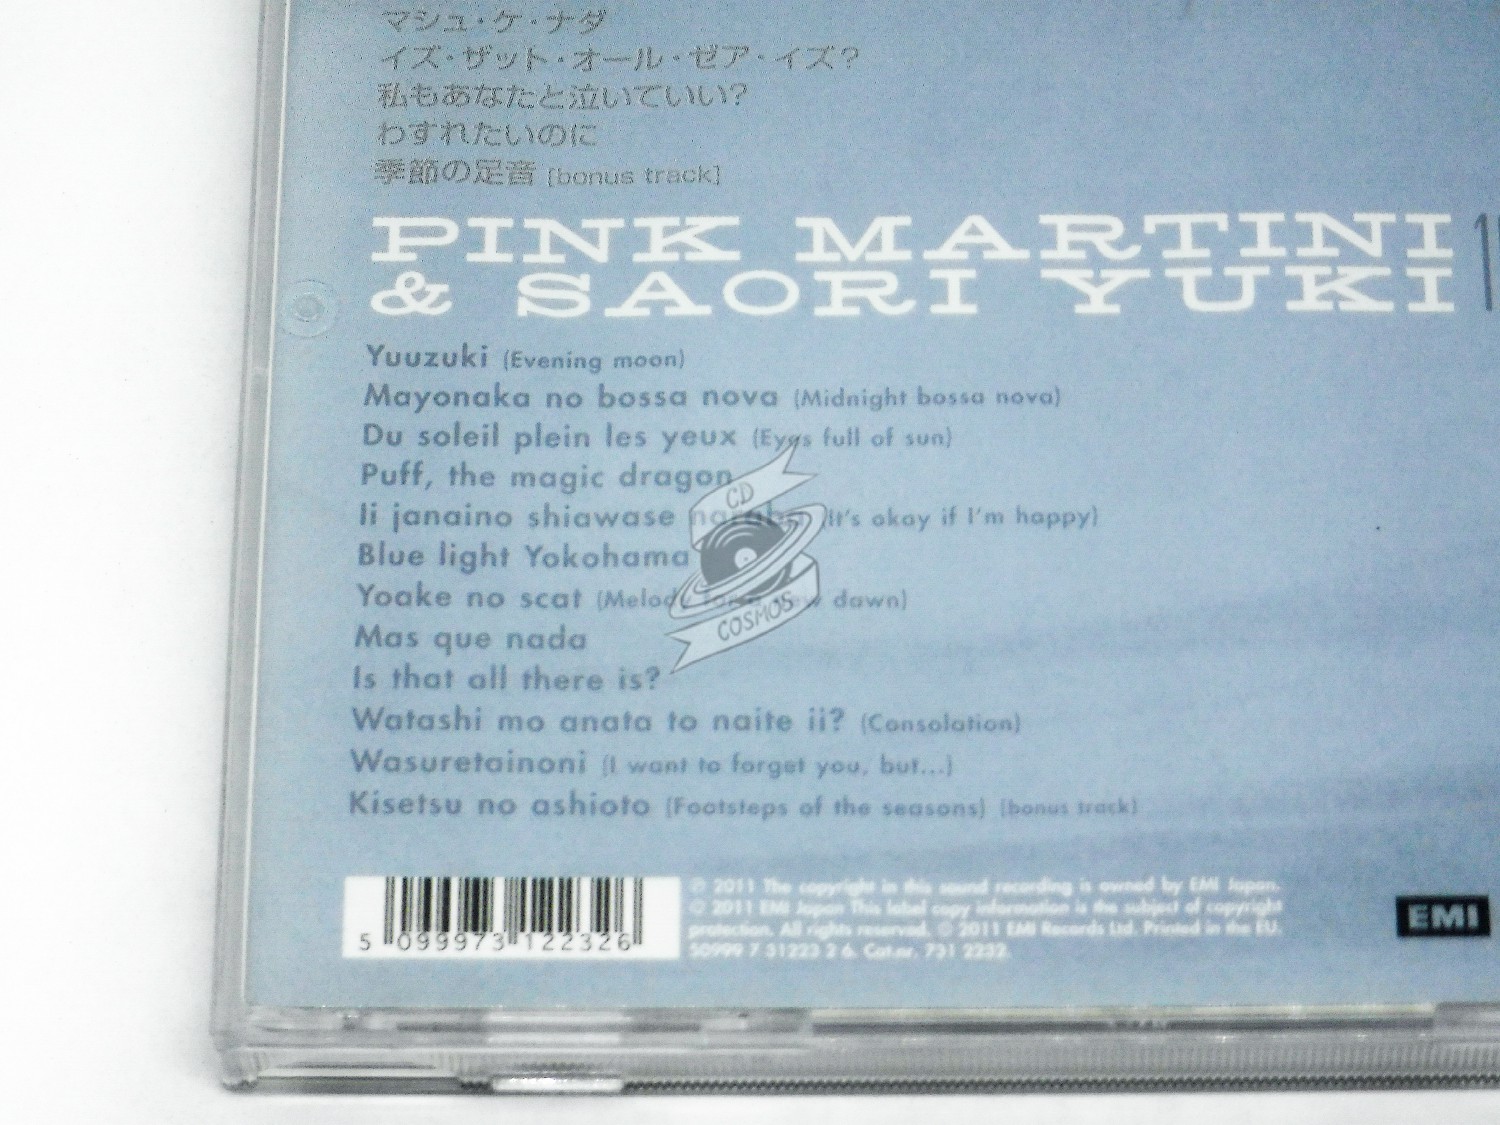 マシュ・ケ・ナダ
イズ・ザット・オール・ゼア・イズ?
私もあなたと泣いていい?
わすれたいのに
季節の足音 [bonus track]
PINK MARTINI
& SAORI YUKI
Yuuzuki (Evening moon)
Mayonaka no bossa nova (Midnight bossa nova)
Du soleil plein les yeux (Eyes full of sun)
Puff, the magic dragon
Ii janaino shiawase naraba (It's okay if I'm happy)
Blue light Yokohama
Yoake no scat (Melody for a new dawn)
Mas que nada
Is that all there is?
Watashi mo anata to naite ii? (Consolation)
Wasuretainoni (I want to forget you, but...)
Kisetsu no ashioto (Footsteps of the seasons) (bonus track)
CD
COSMOS
5 099973 122326
℗ 2011 The copyright in this sound recording is owned by EMI Japan.
© 2011 EMI Japan This label copy information is the subject of copyright
protection. All rights reserved. © 2011 EMI Records Ltd. Printed in the EU.
50999 7 31223 2 6. Cat.nr. 731 2232.
EMI